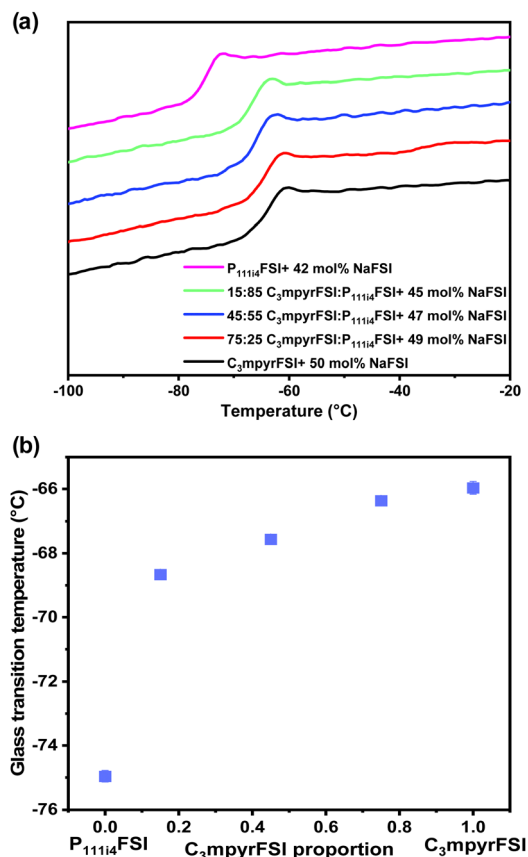 (a)
P₁₁₁ᵢ₄FSI+ 42 mol% NaFSI
15:85 C₃mpyrFSI:P₁₁₁ᵢ₄FSI+ 45 mol% NaFSI
45:55 C₃mpyrFSI:P₁₁₁ᵢ₄FSI+ 47 mol% NaFSI
75:25 C₃mpyrFSI:P₁₁₁ᵢ₄FSI+ 49 mol% NaFSI
C₃mpyrFSI+ 50 mol% NaFSI
-100 -80 -60 -40 -20
Temperature (°C)
(b)
Glass transition temperature (°C)
-66
-68
-70
-72
-74
-76
0.0 0.2 0.4 0.6 0.8 1.0
P₁₁₁ᵢ₄FSI C₃mpyrFSI proportion C₃mpyrFSI